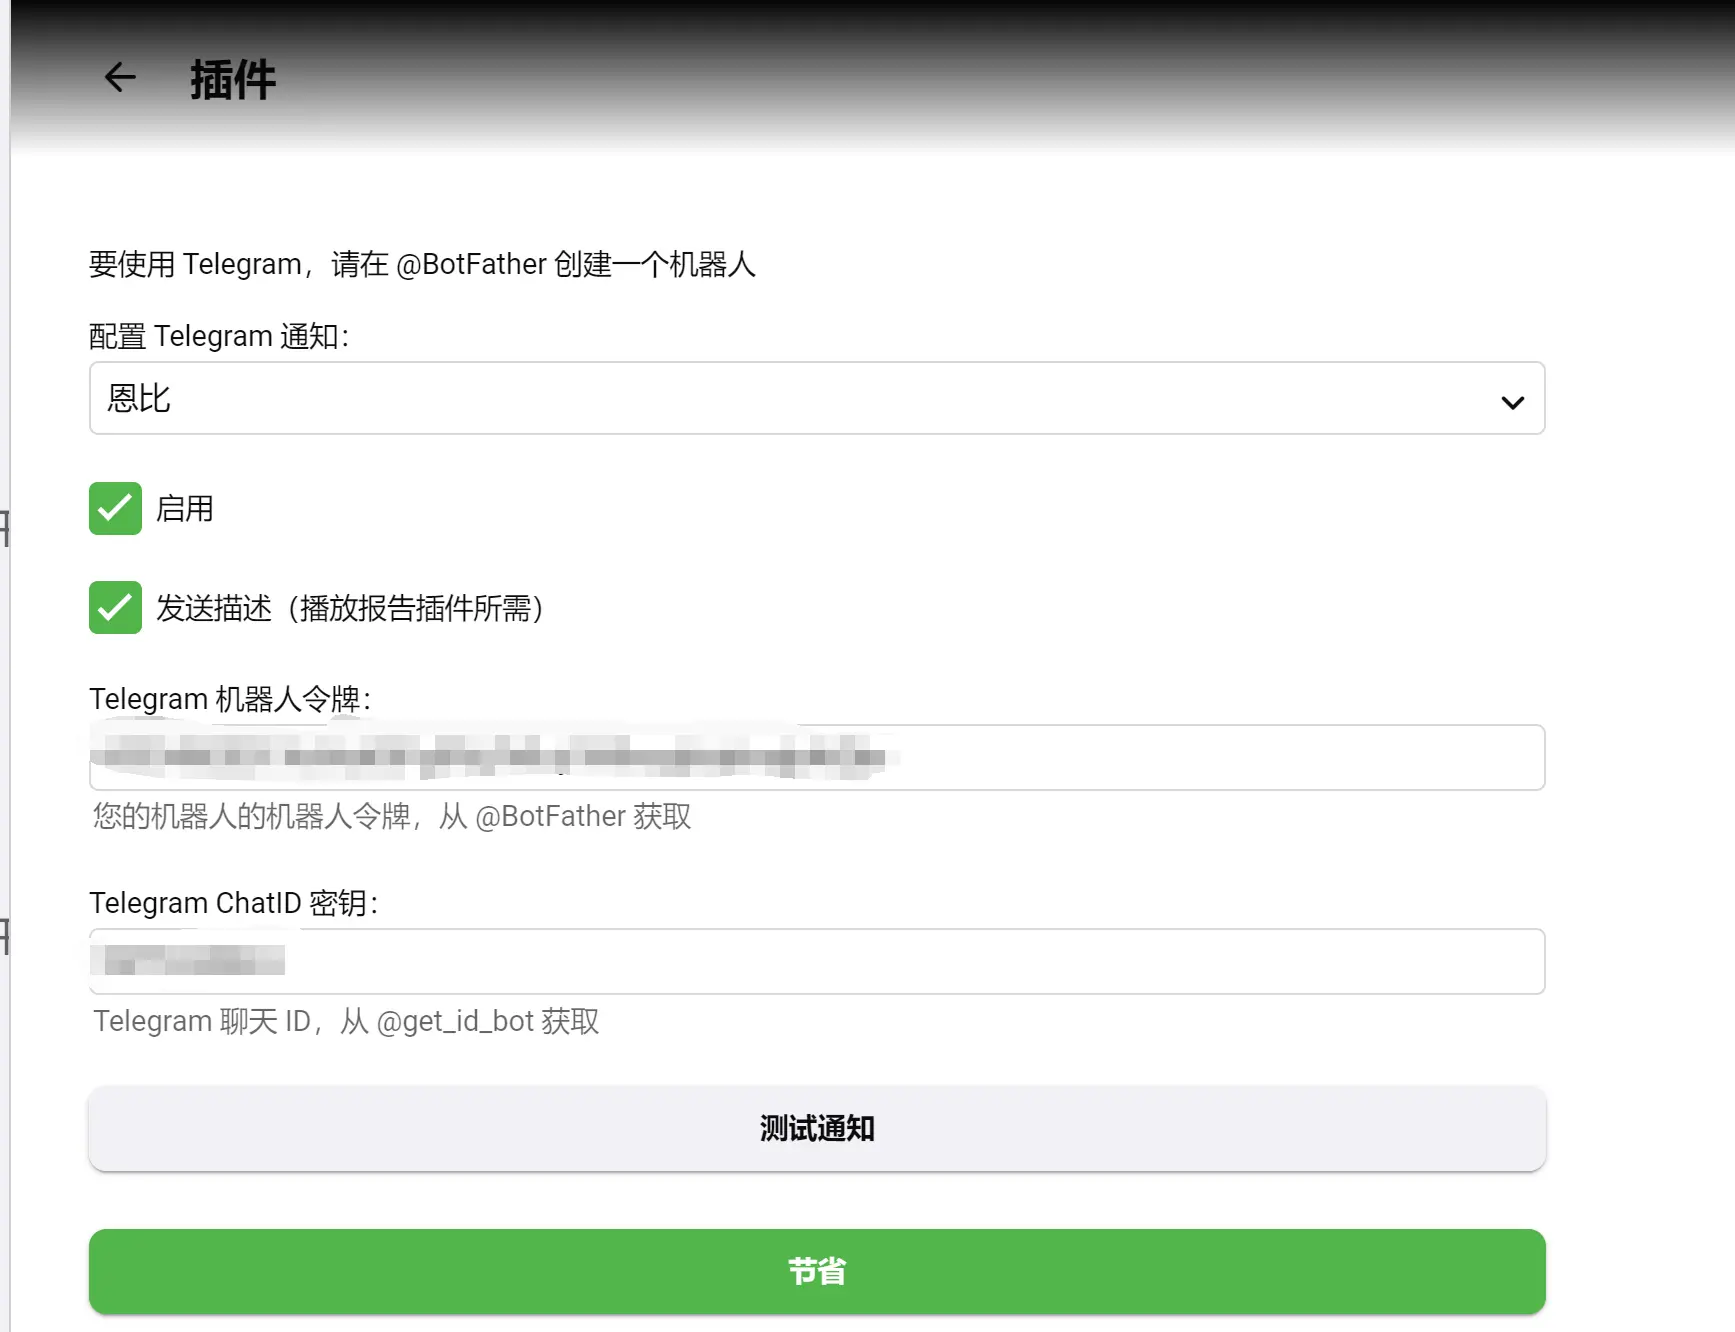 插件
要使用 Telegram，请在 @BotFather 创建一个机器人
配置 Telegram 通知：
恩比
启用
发送描述（播放报告插件所需）
Telegram 机器人令牌：
您的机器人的机器人令牌，从 @BotFather 获取
Telegram ChatID 密钥：
Telegram 聊天 ID，从 @get_id_bot 获取
测试通知
节省